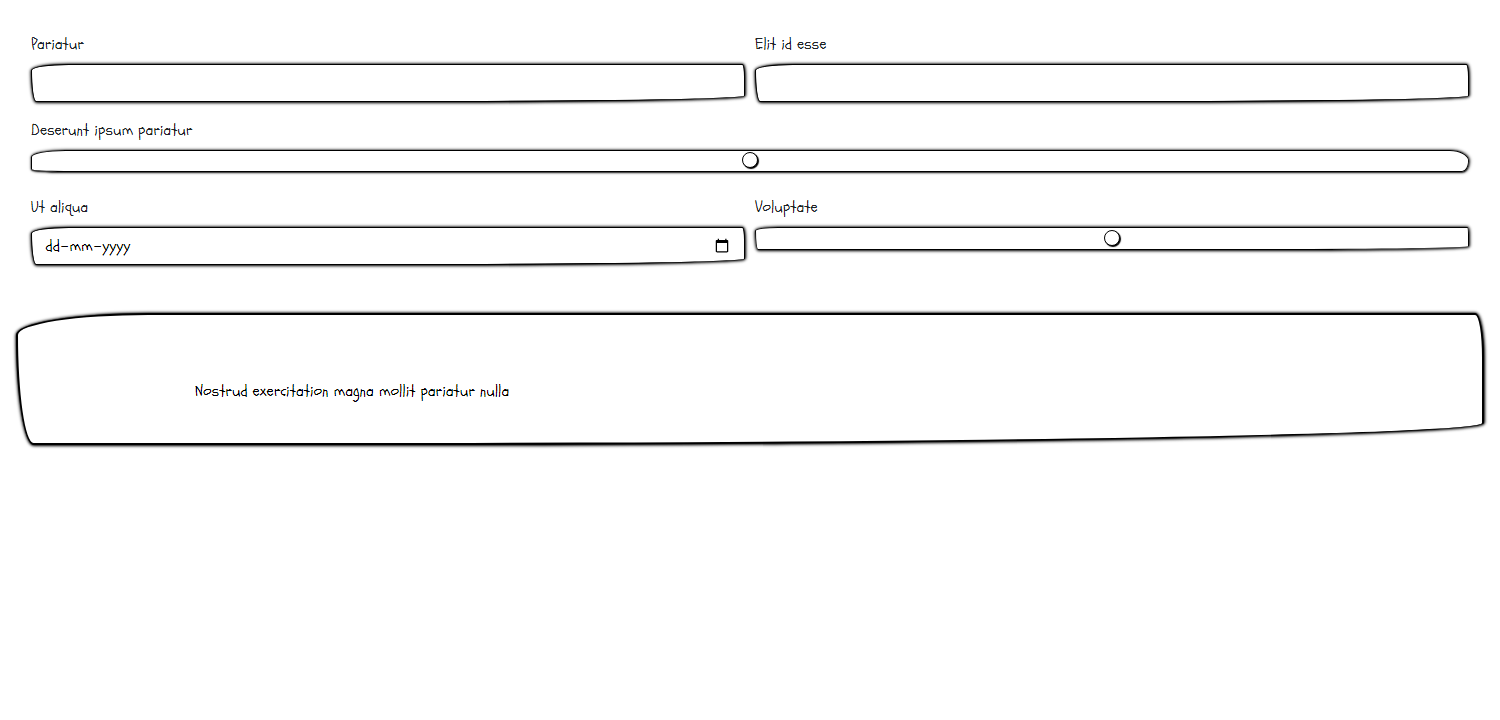 Pariatur
Elit id esse
Deserunt ipsum pariatur
Ut aliqua
Voluptate
dd-mm-yyyy
Nostrud exercitation magna mollit pariatur nulla